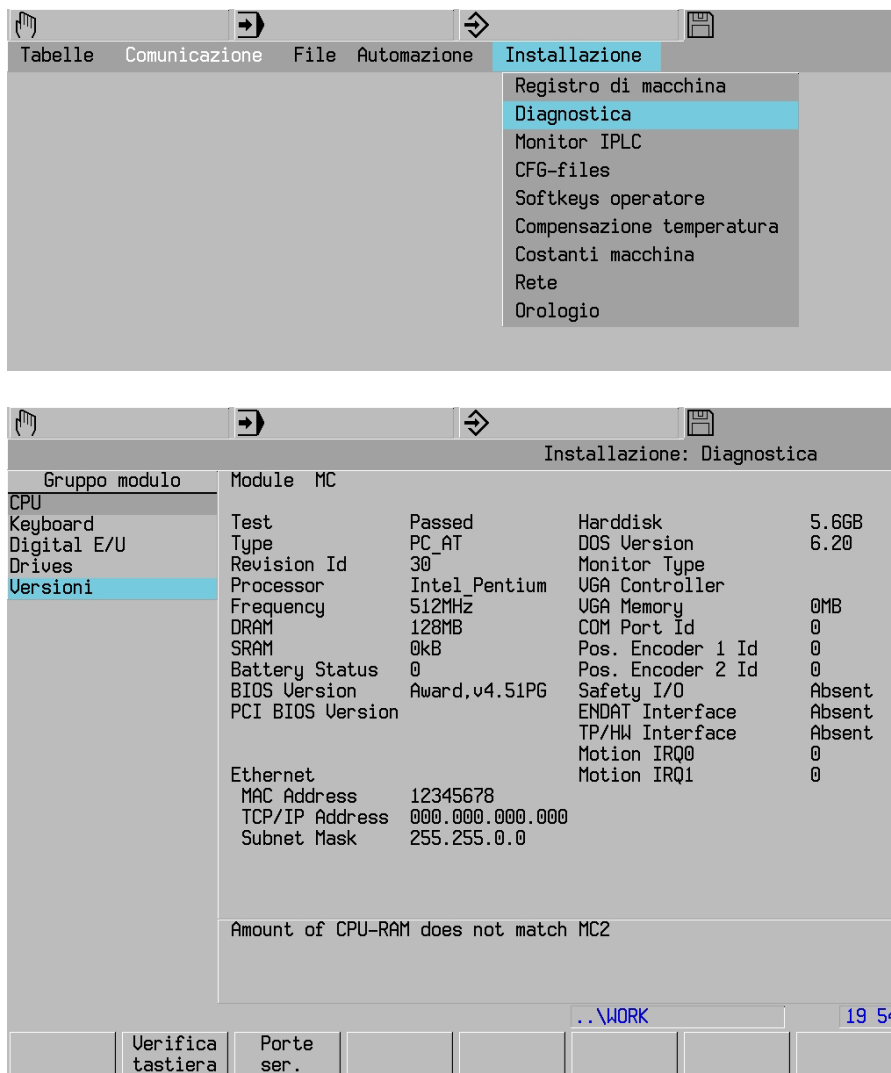 Tabelle Comunicazione File Automazione Installazione
Registro di macchina
Diagnostica
Monitor IPLC
CFG-files
Softkeys operatore
Compensazione temperatura
Costanti macchina
Rete
Orologio
Installazione: Diagnostica
Gruppo modulo
CPU
Keyboard
Digital E/U
Drives
Versioni
Module MC
Test Passed Harddisk 5.6GB
Type PC_AT DOS Version 6.20
Revision Id 30 Monitor Type
Processor Intel_Pentium VGA Controller
Frequency 512MHz VGA Memory 0MB
DRAM 128MB COM Port Id 0
SRAM 0kB Pos. Encoder 1 Id 0
Battery Status 0 Pos. Encoder 2 Id 0
BIOS Version Award,v4.51PG Safety I/O Absent
PCI BIOS Version ENDAT Interface Absent
TP/HW Interface Absent
Motion IRQ0 0
Ethernet Motion IRQ1 0
MAC Address 12345678
TCP/IP Address 000.000.000.000
Subnet Mask 255.255.0.0
Amount of CPU-RAM does not match MC2
..\WORK 19 54
Verifica tastiera
Porte ser.